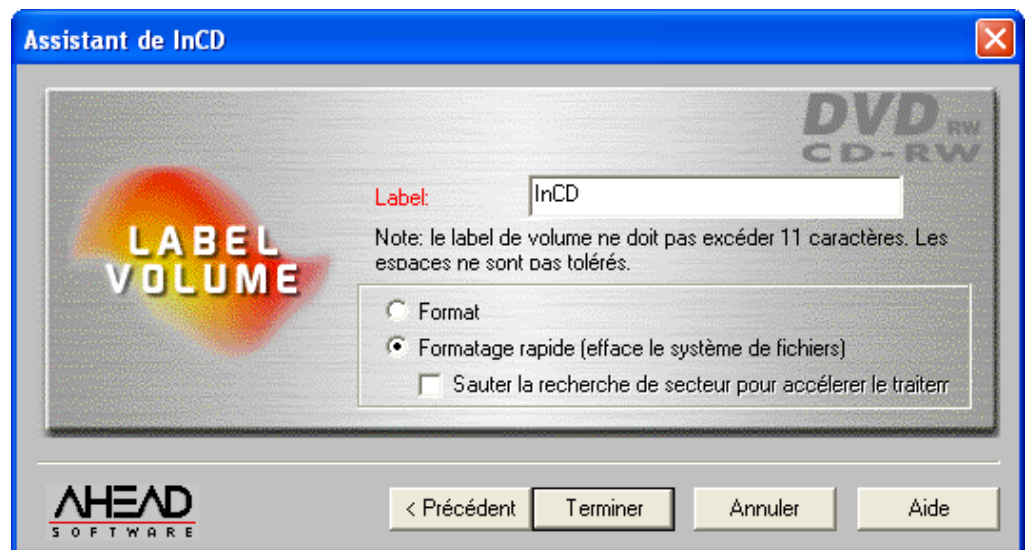 Assistant de InCD
DVD RW
CD-RW
LABEL
VOLUME
Label:
InCD
Note: le label de volume ne doit pas excéder 11 caractères. Les
espaces ne sont pas tolérés.
Format
Formatage rapide (efface le système de fichiers)
Sauter la recherche de secteur pour accélerer le traiterr
AHEAD
SOFTWARE
< Précédent
Terminer
Annuler
Aide